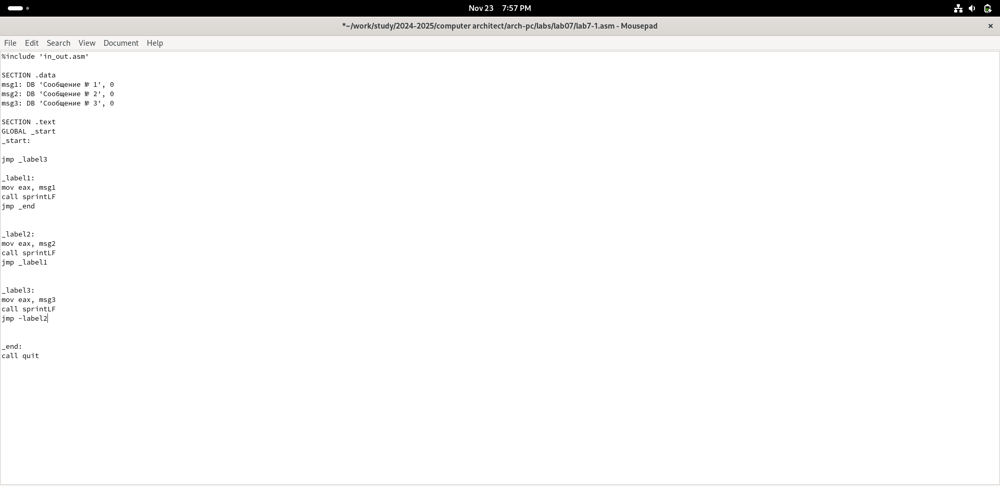 Nov 23 7:57 PM
*~/work/study/2024-2025/computer architect/arch-pc/labs/lab07/lab7-1.asm - Mousepad
File Edit Search View Document Help
%include 'in_out.asm'
SECTION .data
msg1: DB 'Сообщение № 1', 0
msg2: DB 'Сообщение № 2', 0
msg3: DB 'Сообщение № 3', 0
SECTION .text
GLOBAL _start
_start:
jmp _label3
_label1:
mov eax, msg1
call sprintLF
jmp _end
_label2:
mov eax, msg2
call sprintLF
jmp _label1
_label3:
mov eax, msg3
call sprintLF
jmp -label2
_end:
call quit